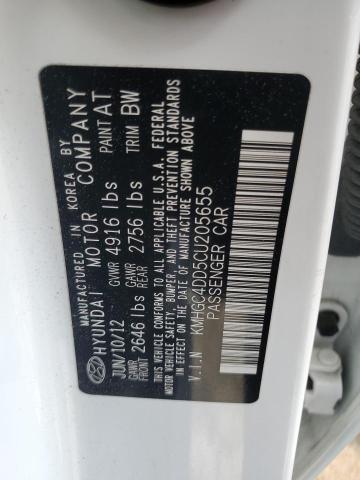 MANUFACTURED IN KOREA BY
HYUNDAI MOTOR COMPANY
JUN/10/12 GVWR 4916 lbs PAINT AT
GAWR FRONT 2646 lbs GAWR REAR 2756 lbs TRIM BW
THIS VEHICLE CONFORMS TO ALL APPLICABLE U.S.A. FEDERAL
MOTOR VEHICLE SAFETY, BUMPER, AND THEFT PREVENTION STANDARDS
IN EFFECT ON THE DATE OF MANUFACTURE SHOWN ABOVE.
V.I.N KMHGC4DD5CU205655
PASSENGER CAR